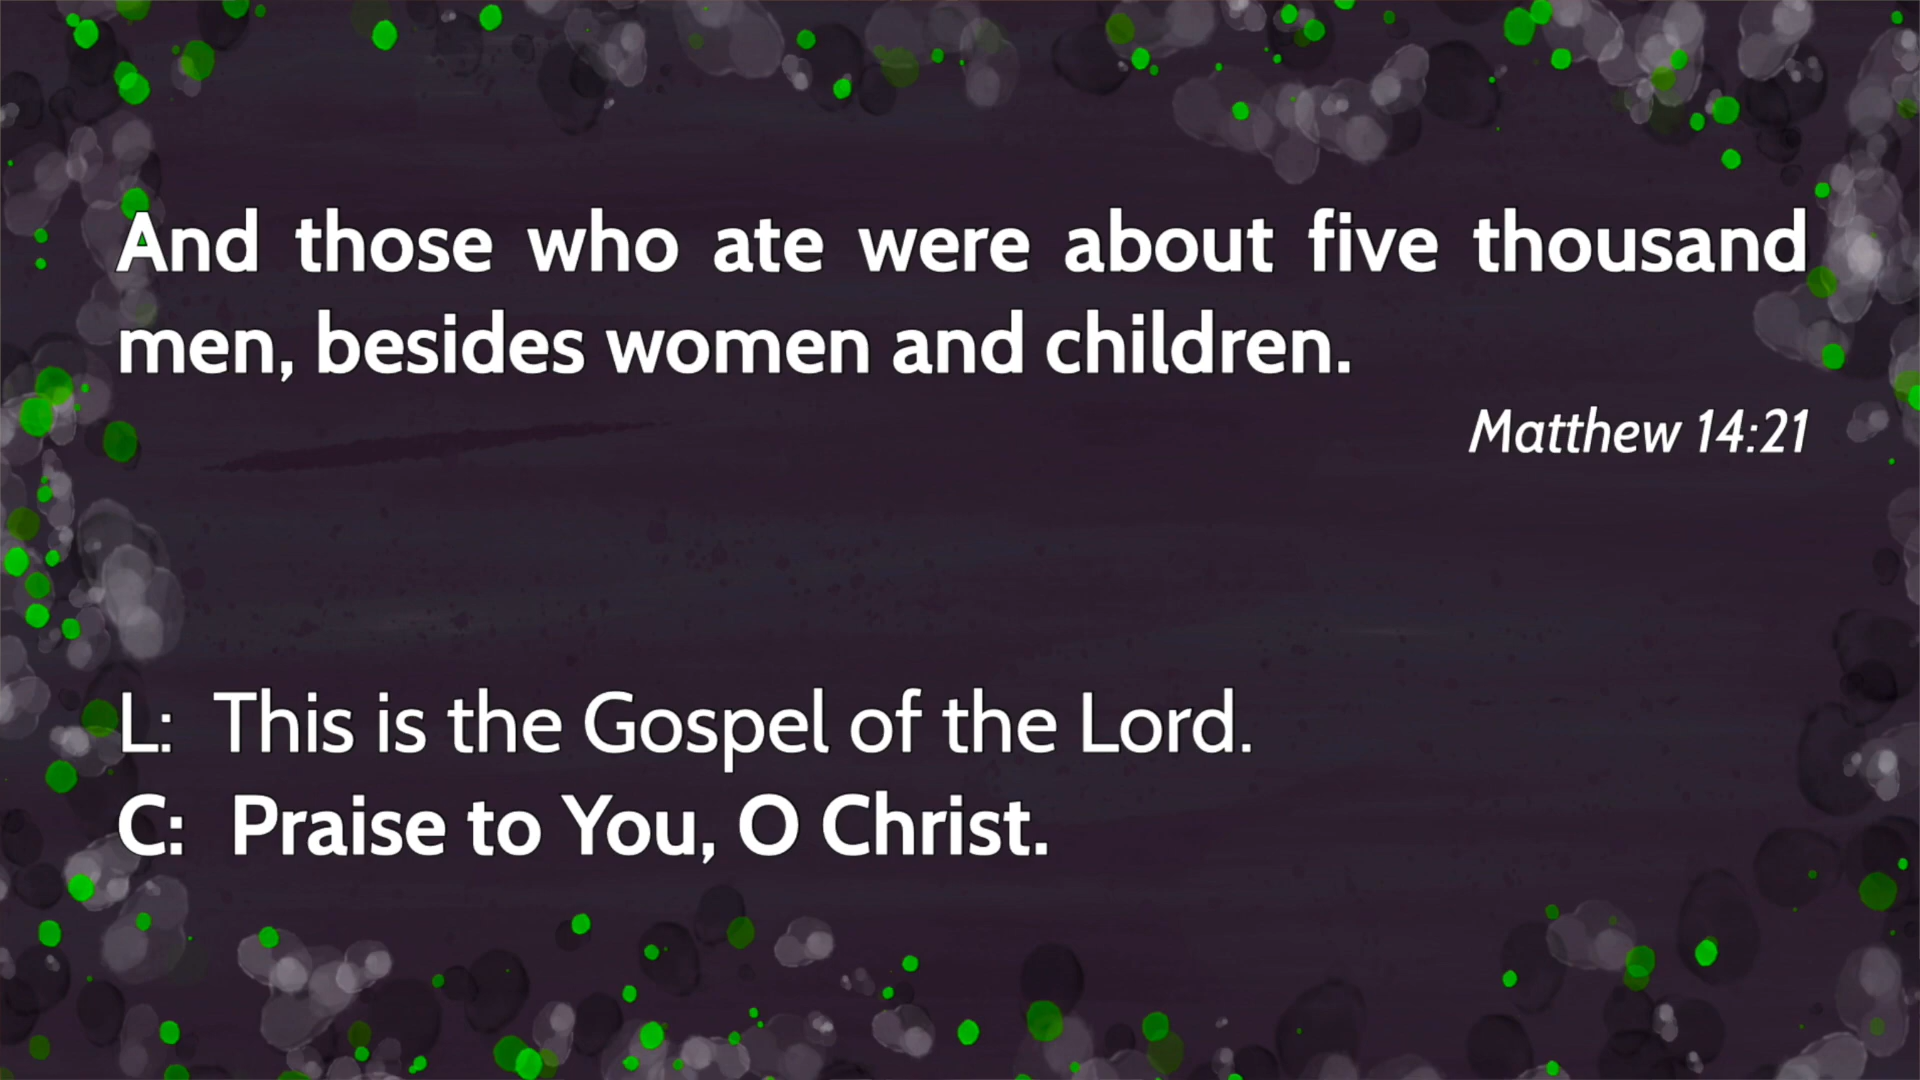 And those who ate were about five thousand
men, besides women and children.
Matthew 14:21
L: This is the Gospel of the Lord.
C: Praise to You, O Christ.